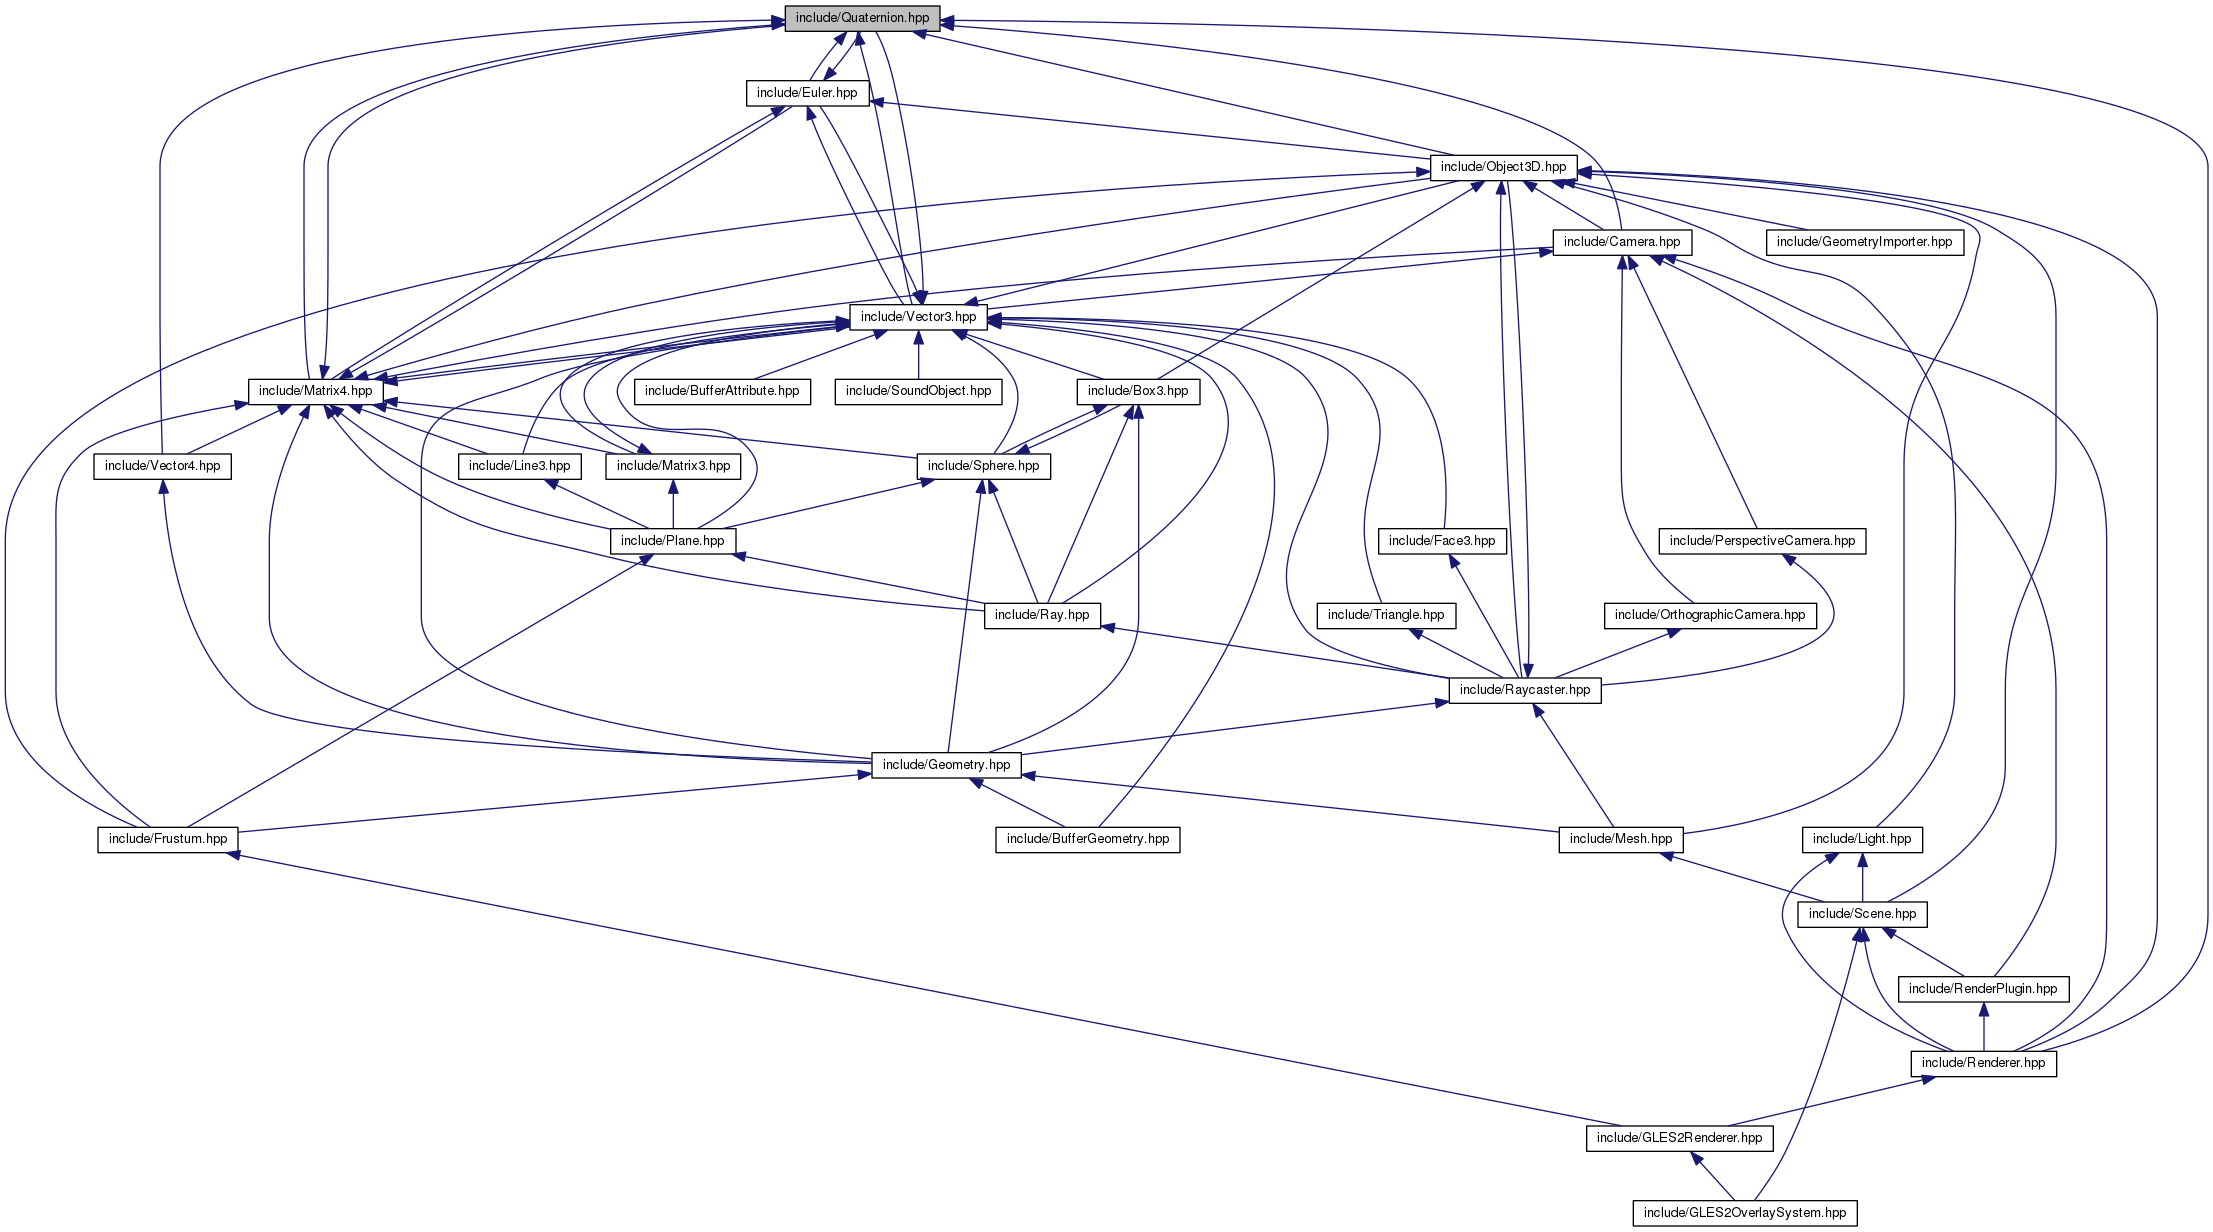 include/Quaternion.hpp
include/Euler.hpp
include/Object3D.hpp
include/Camera.hpp
include/GeometryImporter.hpp
include/Vector3.hpp
include/Matrix4.hpp
include/BufferAttribute.hpp
include/SoundObject.hpp
include/Box3.hpp
include/Vector4.hpp
include/Line3.hpp
include/Matrix3.hpp
include/Sphere.hpp
include/Plane.hpp
include/Face3.hpp
include/PerspectiveCamera.hpp
include/Ray.hpp
include/Triangle.hpp
include/OrthographicCamera.hpp
include/Raycaster.hpp
include/Geometry.hpp
include/Frustum.hpp
include/BufferGeometry.hpp
include/Mesh.hpp
include/Light.hpp
include/Scene.hpp
include/RenderPlugin.hpp
include/Renderer.hpp
include/GLES2Renderer.hpp
include/GLES2OverlaySystem.hpp